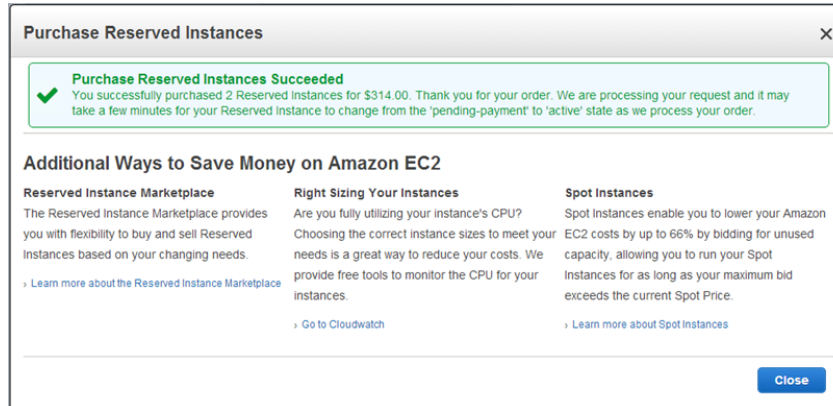 Purchase Reserved Instances
×
Purchase Reserved Instances Succeeded
You successfully purchased 2 Reserved Instances for $314.00. Thank you for your order. We are processing your request and it may
take a few minutes for your Reserved Instance to change from the 'pending-payment' to 'active' state as we process your order.
Additional Ways to Save Money on Amazon EC2
Reserved Instance Marketplace
The Reserved Instance Marketplace provides
you with flexibility to buy and sell Reserved
Instances based on your changing needs.
› Learn more about the Reserved Instance Marketplace
Right Sizing Your Instances
Are you fully utilizing your instance's CPU?
Choosing the correct instance sizes to meet your
needs is a great way to reduce your costs. We
provide free tools to monitor the CPU for your
instances.
› Go to Cloudwatch
Spot Instances
Spot Instances enable you to lower your Amazon
EC2 costs by up to 66% by bidding for unused
capacity, allowing you to run your Spot
Instances for as long as your maximum bid
exceeds the current Spot Price.
› Learn more about Spot Instances
Close